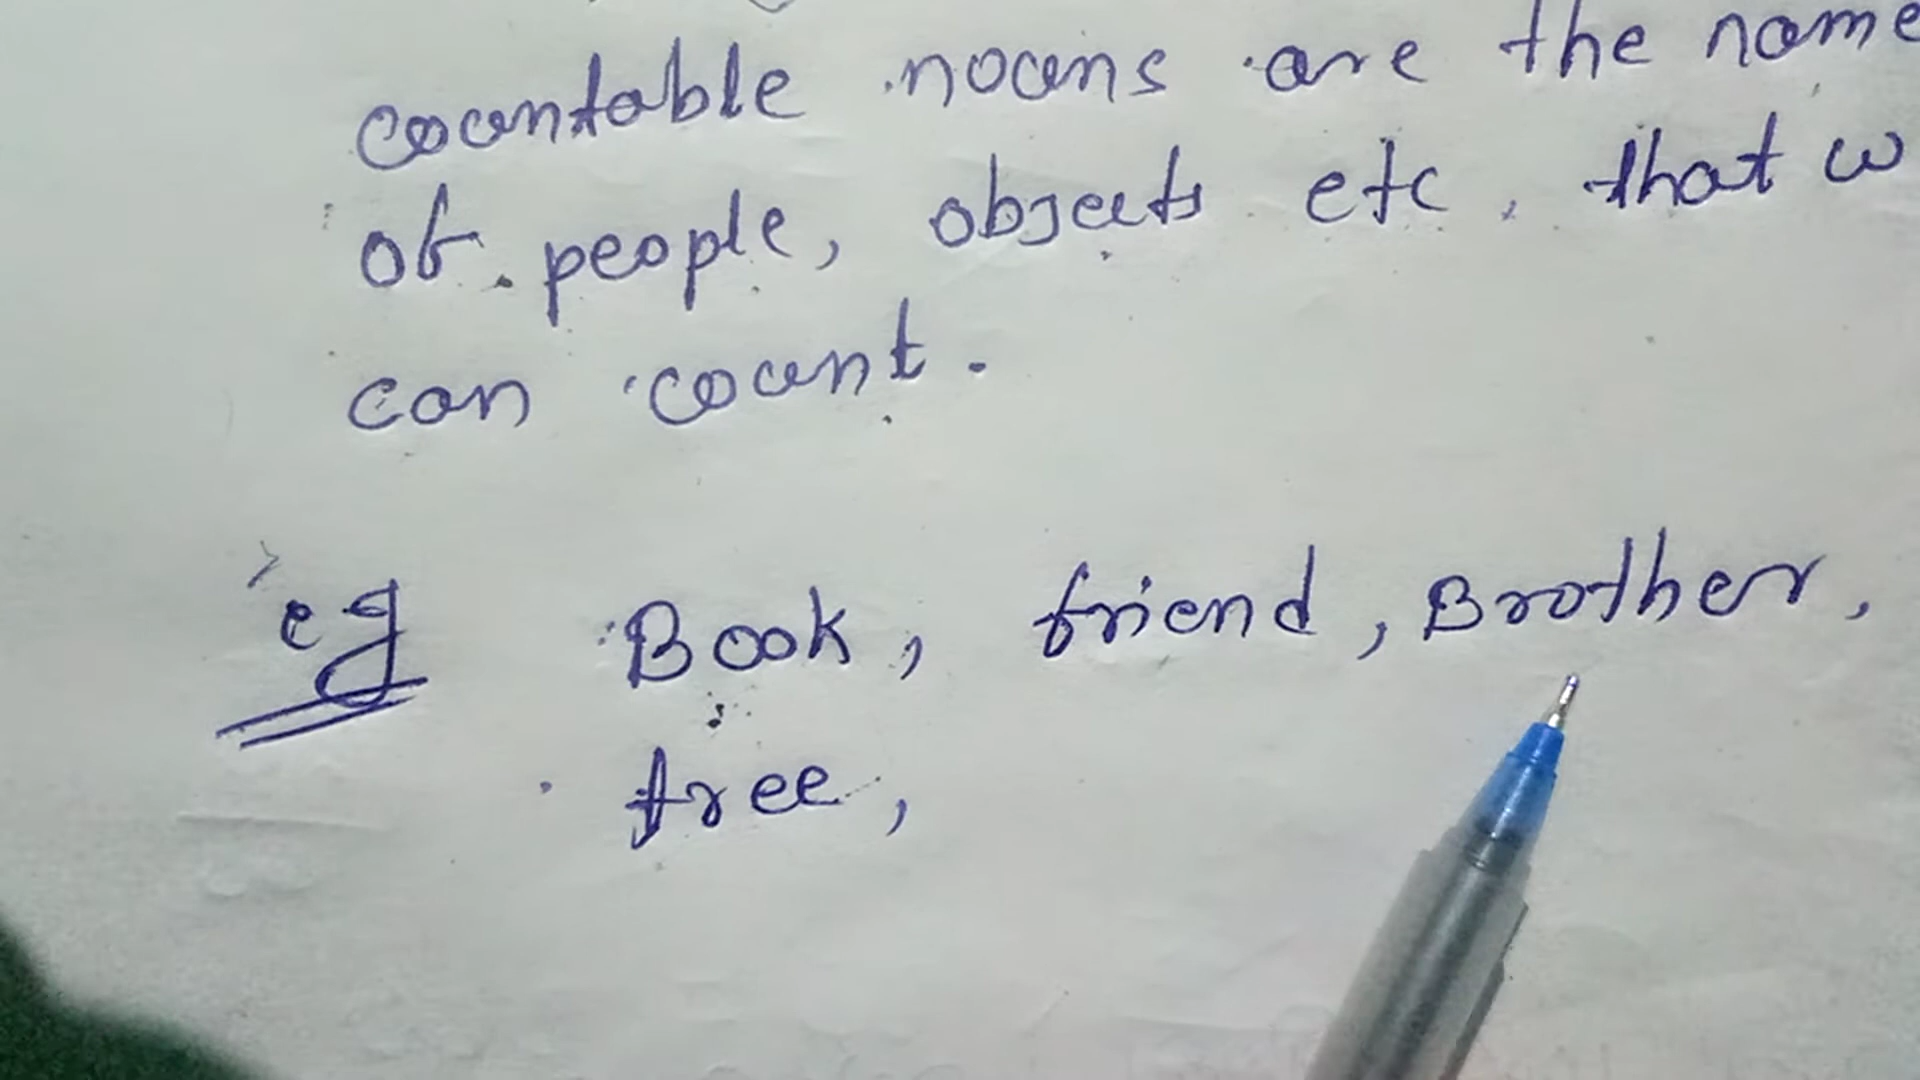 countable nouns are the name
of people, objects etc, that w
can count.
eg Book, friend, Brother,
tree,